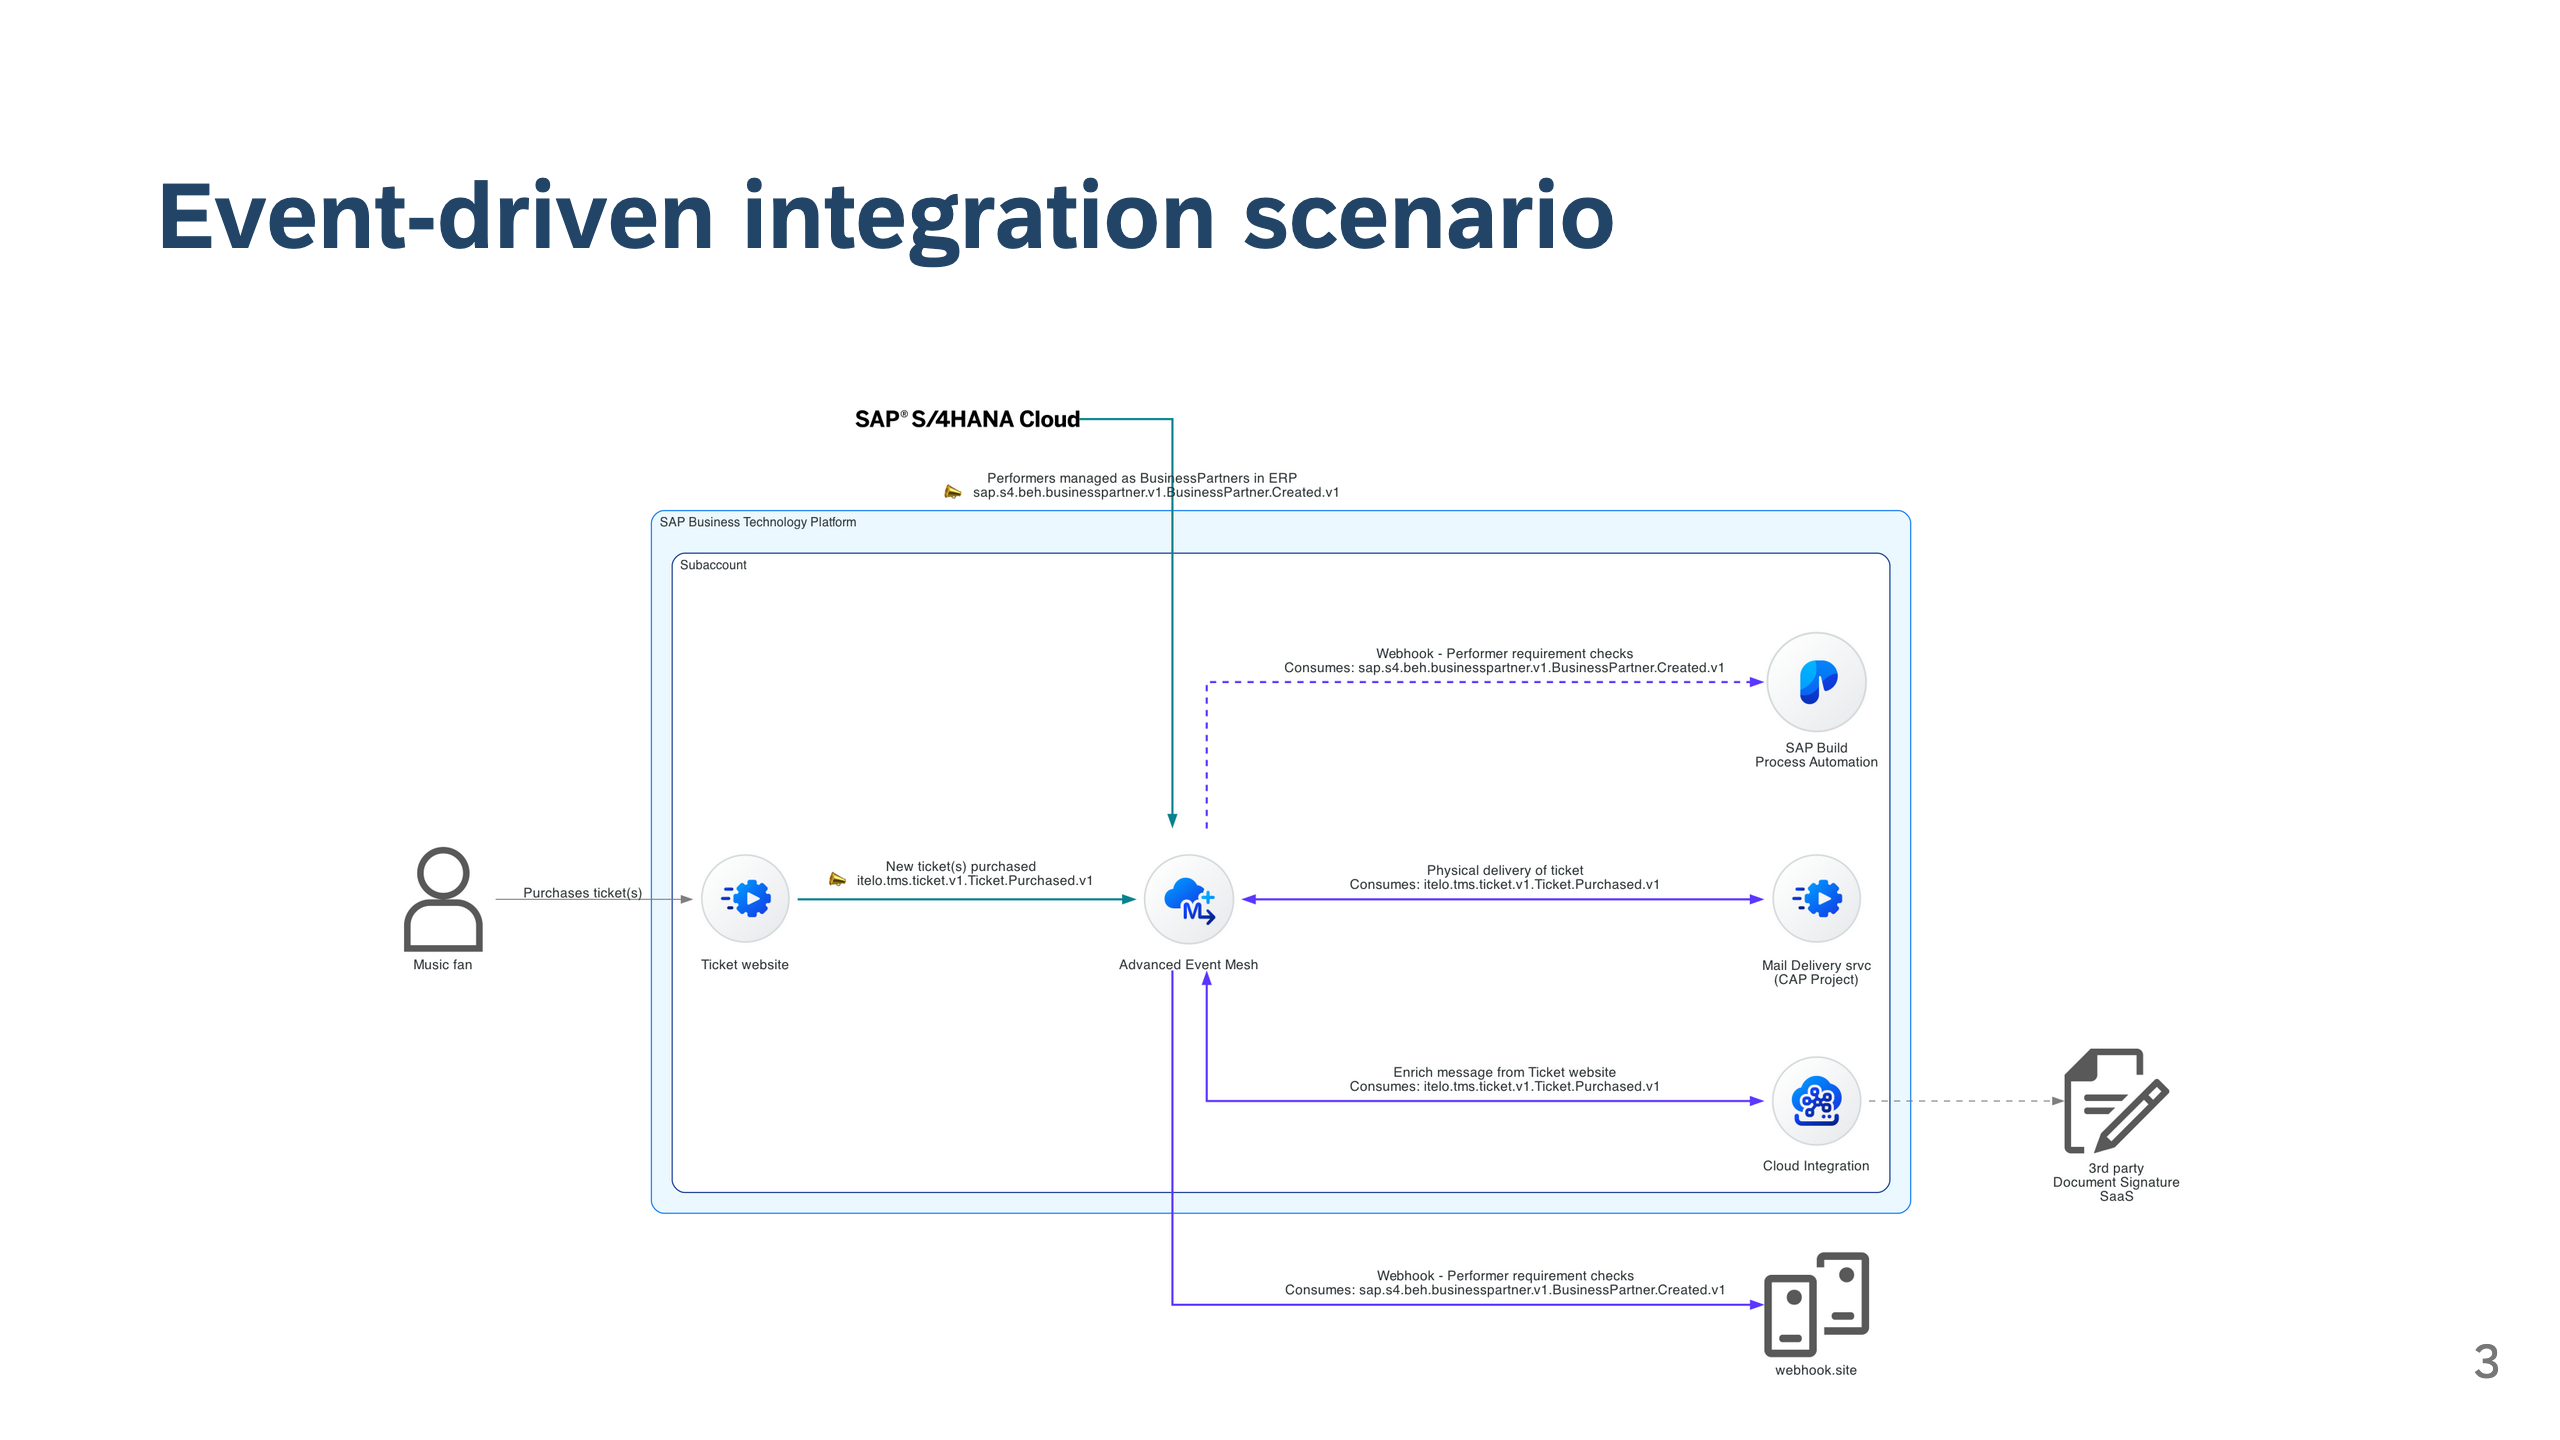 Event-driven integration scenario
SAP® S/4HANA Cloud
Performers managed as BusinessPartners in ERP
sap.s4.beh.businesspartner.v1.BusinessPartner.Created.v1
SAP Business Technology Platform
Subaccount
Webhook - Performer requirement checks
Consumes: sap.s4.beh.businesspartner.v1.BusinessPartner.Created.v1
SAP Build
Process Automation
Purchases ticket(s)
Music fan
Ticket website
New ticket(s) purchased
itelo.tms.ticket.v1.Ticket.Purchased.v1
M
Advanced Event Mesh
Physical delivery of ticket
Consumes: itelo.tms.ticket.v1.Ticket.Purchased.v1
Mail Delivery srvc
(CAP Project)
Enrich message from Ticket website
Consumes: itelo.tms.ticket.v1.Ticket.Purchased.v1
Cloud Integration
3rd party
Document Signature
SaaS
Webhook - Performer requirement checks
Consumes: sap.s4.beh.businesspartner.v1.BusinessPartner.Created.v1
webhook.site
3